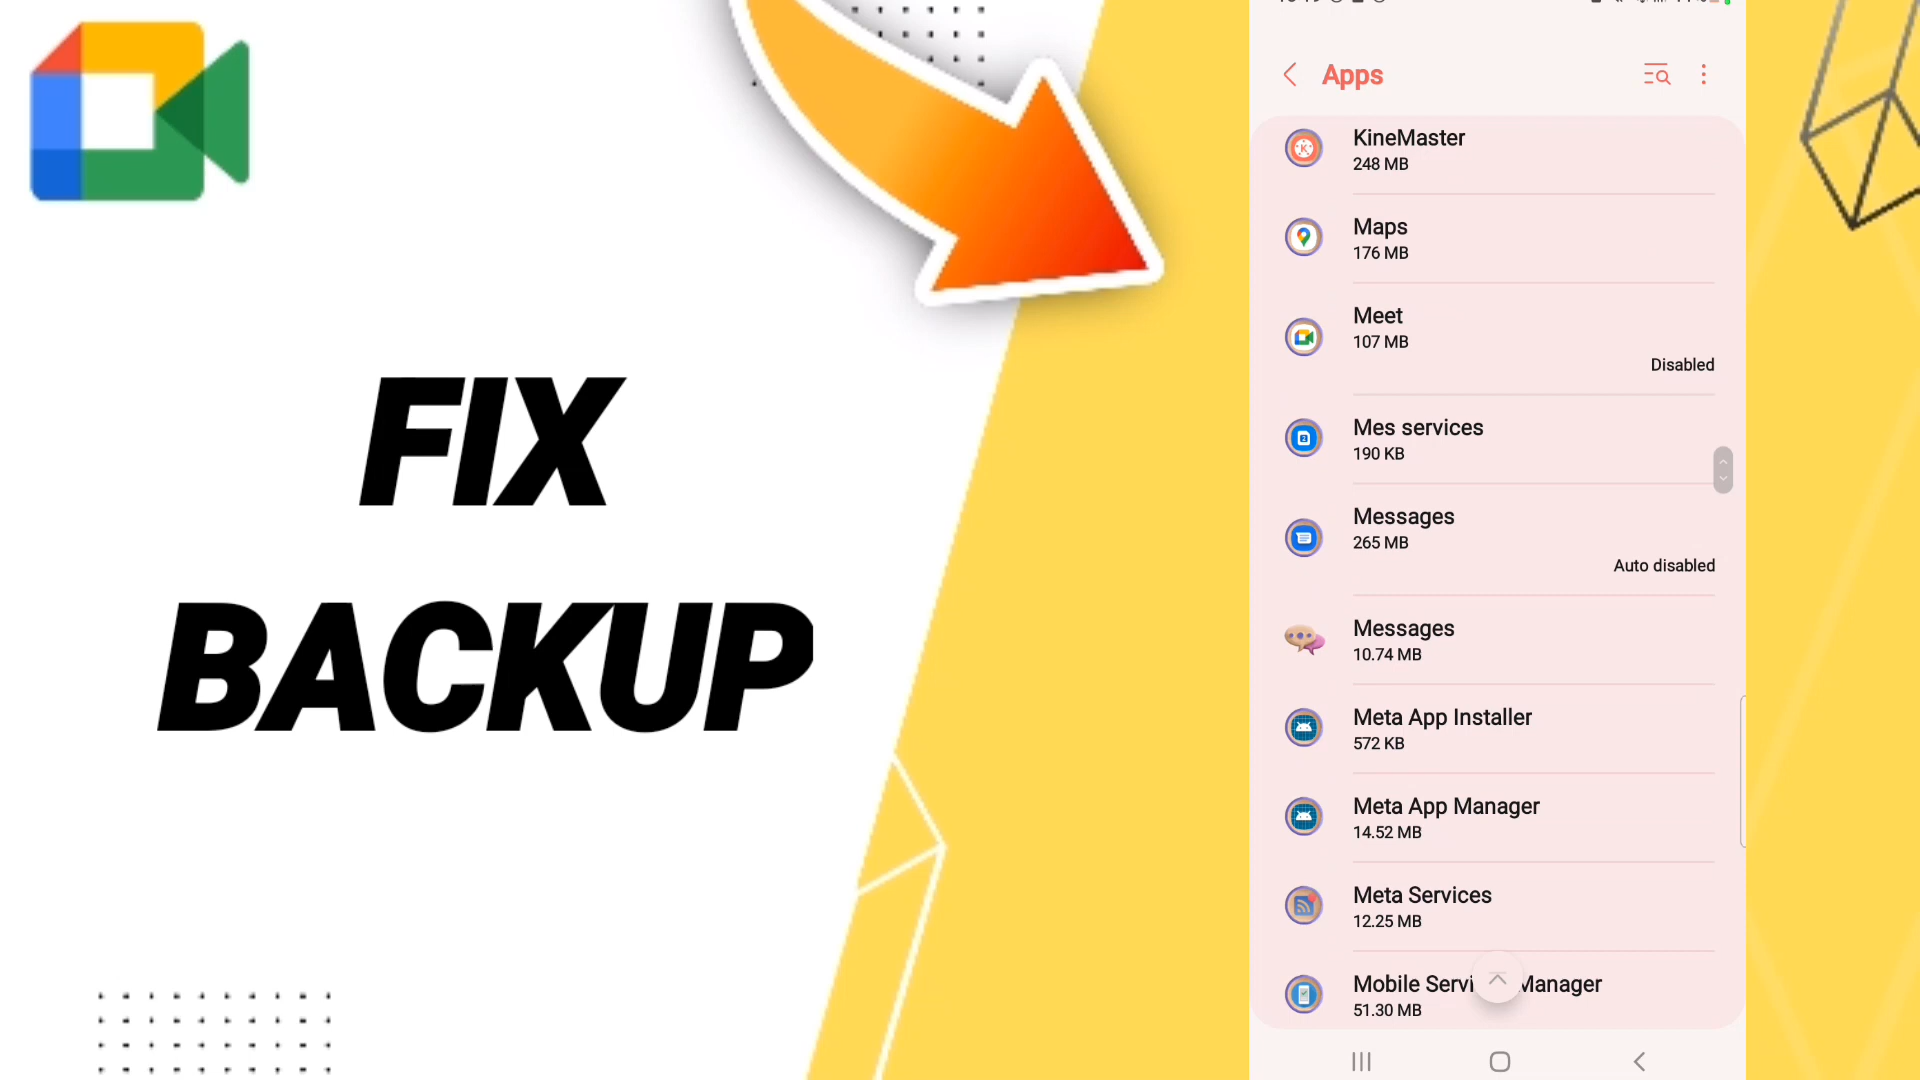 FIX
BACKUP
Apps
KineMaster
248 MB
Maps
176 MB
Meet
107 MB
Disabled
Mes services
190 KB
Messages
265 MB
Auto disabled
Messages
10.74 MB
Meta App Installer
572 KB
Meta App Manager
14.52 MB
Meta Services
12.25 MB
Mobile Servi Manager
51.30 MB